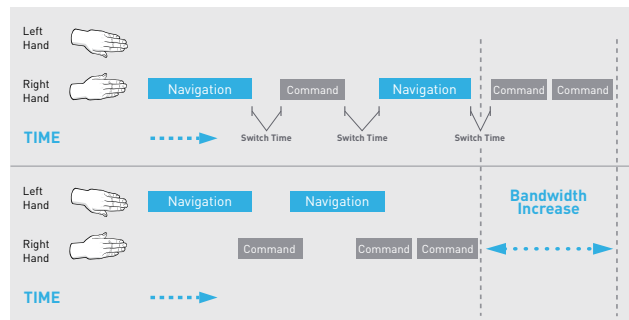 Left
Hand
Right
Hand
Navigation Command Navigation Command Command
TIME
Switch Time Switch Time Switch Time
Left
Hand
Navigation Navigation
Bandwidth
Increase
Right
Hand
Command Command Command
TIME